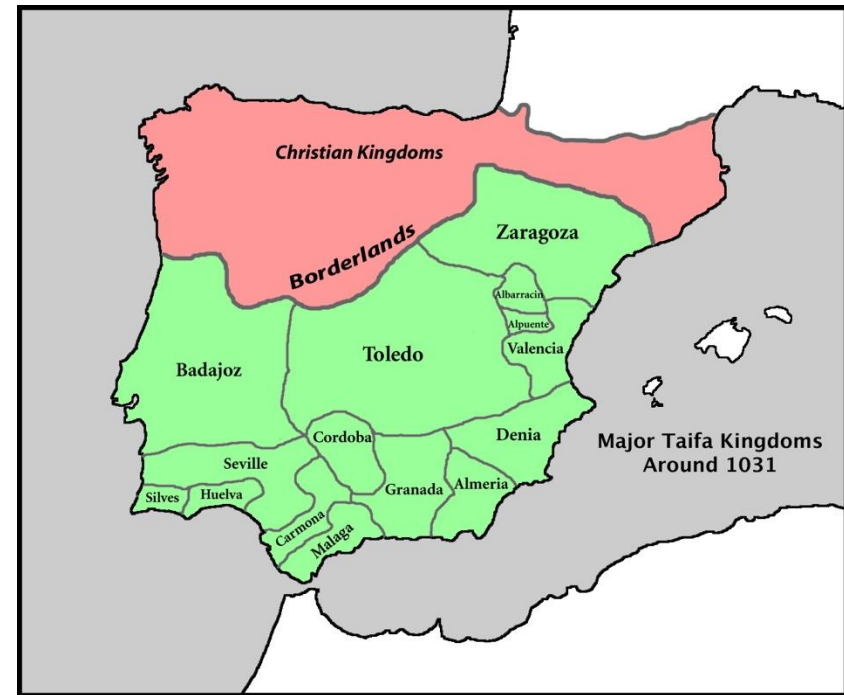 Christian Kingdoms
Borderlands
Zaragoza
Albarracin
Alpuente
Toledo
Valencia
Badajoz
Cordoba
Denia
Major Taifa Kingdoms
Around 1031
Seville
Silves
Huelva
Granada
Almeria
Carmona
Malaga